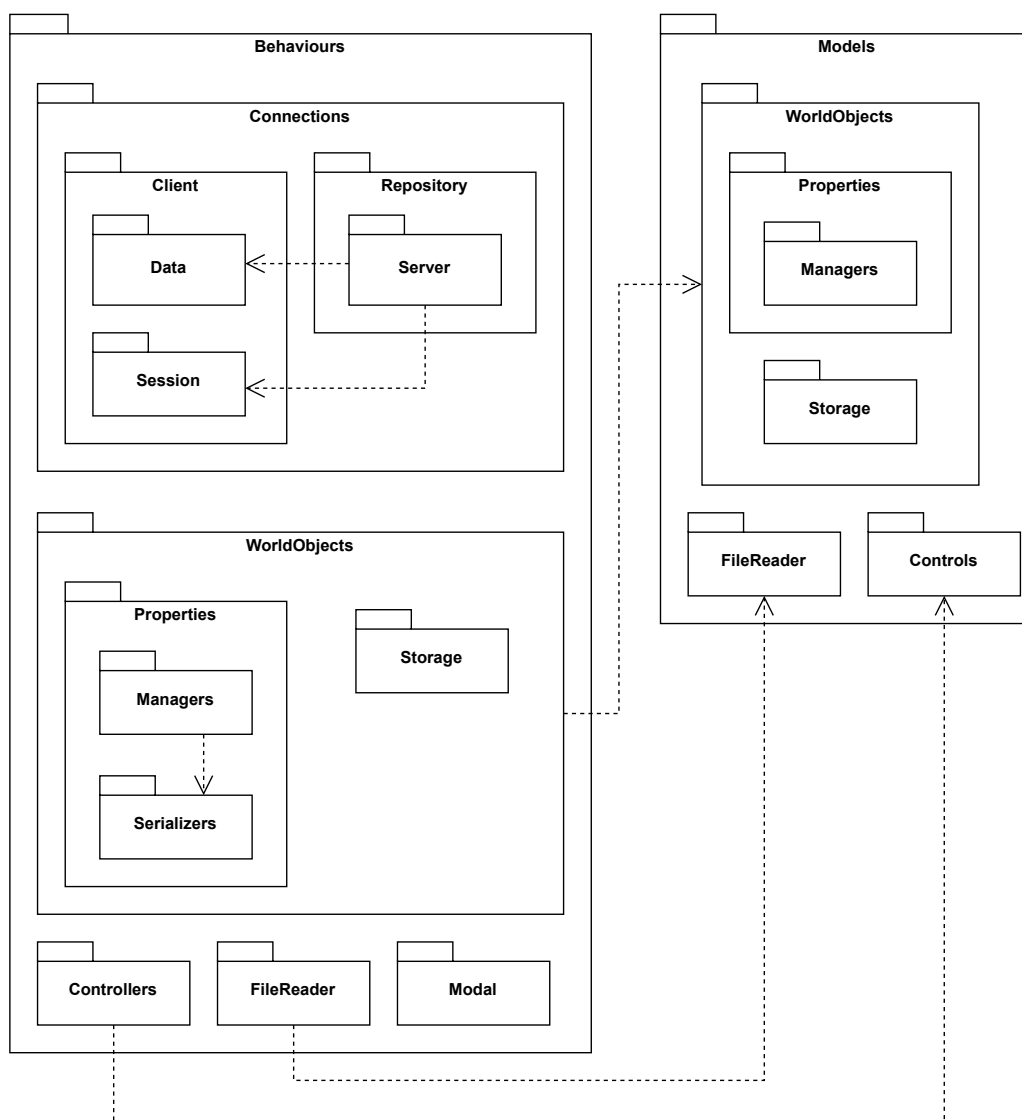 Behaviours
Connections
Client
Data
Session
Repository
Server
WorldObjects
Properties
Managers
Serializers
Storage
Controllers
FileReader
Modal
Models
WorldObjects
Properties
Managers
Storage
FileReader
Controls